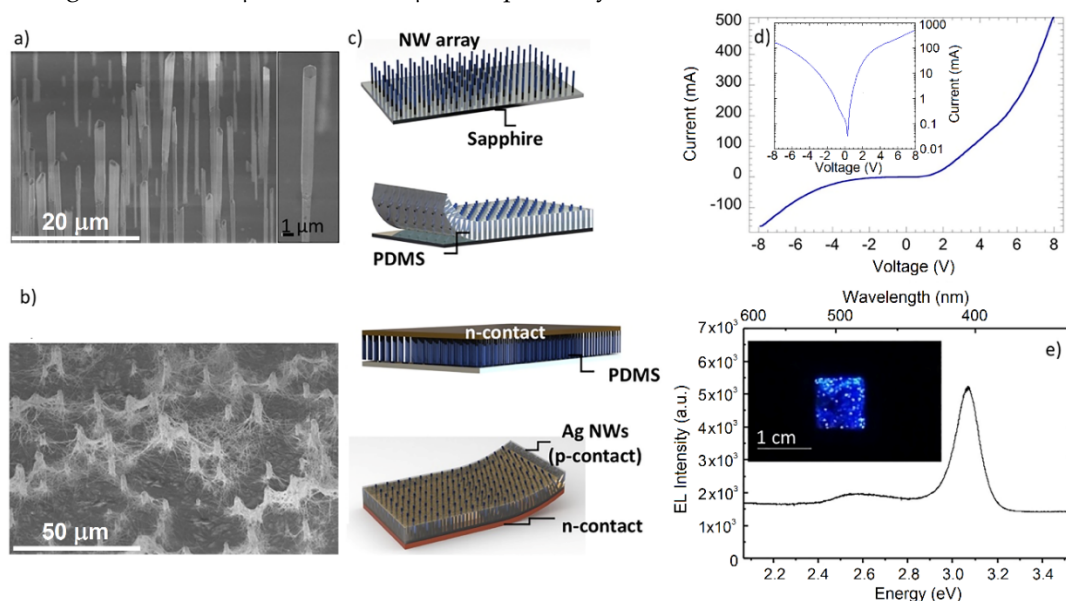 a)
20 μm
1 μm
b)
50 μm
c)
NW array
Sapphire
PDMS
n-contact
PDMS
Ag NWs
(p-contact)
n-contact
d)
500
400
300
200
100
0
-100
Current (mA)
-8 -6 -4 -2 0 2 4 6 8
Voltage (V)
1000
100
10
1
0.1
0.01
Current (mA)
-8 -6 -4 -2 0 2 4 6 8
Voltage (V)
Wavelength (nm)
600 500 400
e)
7x10³
6x10³
5x10³
4x10³
3x10³
2x10³
1x10³
0
EL Intensity (a.u.)
1 cm
2.2 2.4 2.6 2.8 3.0 3.2 3.4
Energy (eV)